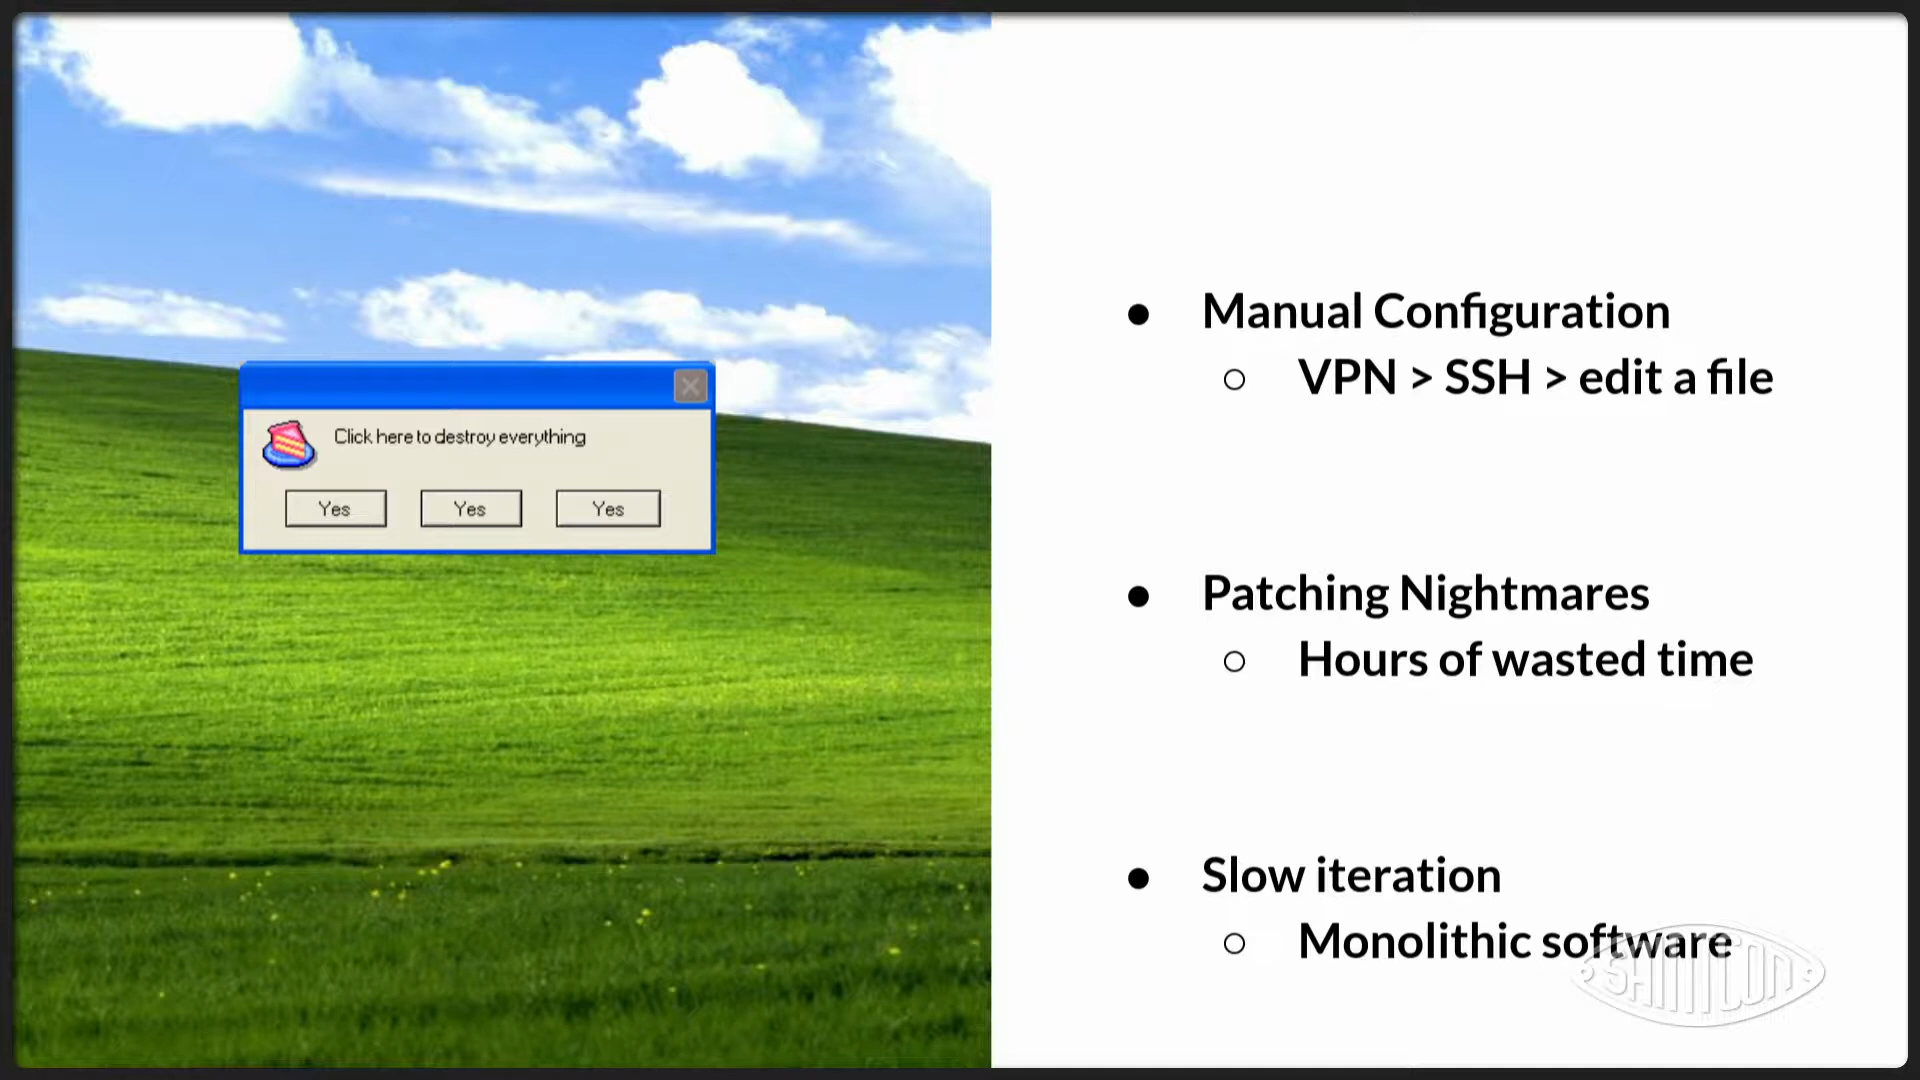 Click here to destroy everything
Yes Yes Yes
● Manual Configuration
○ VPN > SSH > edit a file
● Patching Nightmares
○ Hours of wasted time
● Slow iteration
○ Monolithic software
SHMOOCON